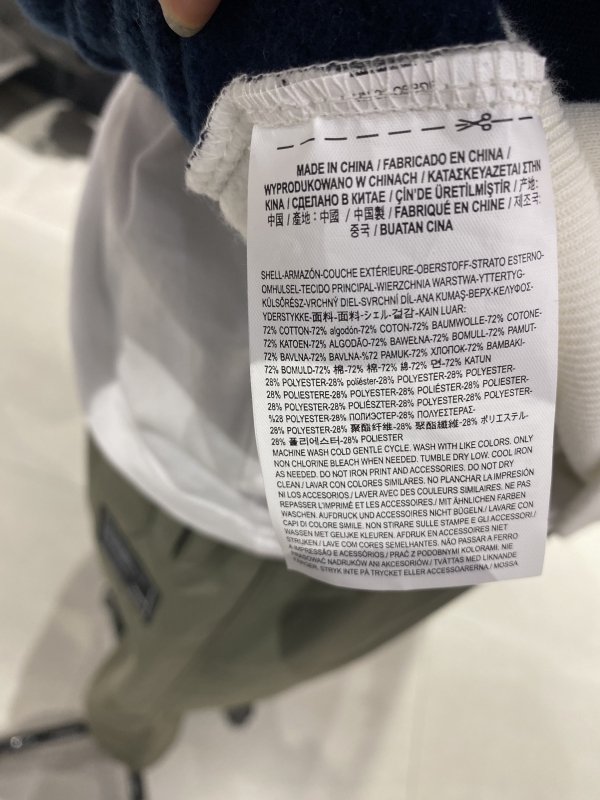 MADE IN CHINA / FABRICADO EN CHINA /
WYPRODUKOWANO W CHINACH / ΚΑΤΑΣΚΕΥΑΖΕΤΑΙ ΣΤΗΝ
ΚΙΝΑ / СДЕЛАНО В КИТАЕ / ÇİN'DE ÜRETİLMİŞTİR / 产地:
中国 / 產地: 中國 / 中国製 / FABRIQUÉ EN CHINE / 제조국:
중국 / BUATAN CINA
SHELL-ARMAZÓN-COUCHE EXTÉRIEURE-OBERSTOFF-STRATO ESTERNO-
OMHULSEL-TECIDO PRINCIPAL-WIERZCHNIA WARSTWA-YTTERTYG-
KÜLSŐRÉSZ-VRCHNÝ DIEL-SVRCHNÍ DÍL-ANA KUMAŞ-ВЕРХ-ΚΕΛΥΦΟΣ-
YDERSTYKKE-面料-面料-シェル-겉감-KAIN LUAR:
72% COTTON-72% algodón-72% COTON-72% BAUMWOLLE-72% COTONE-
72% KATOEN-72% ALGODÃO-72% BAWEŁNA-72% BOMULL-72% PAMUT-
72% BAVLNA-72% BAVLNA-%72 PAMUK-72% ХЛОПОК-72% ΒΑΜΒΑΚΙ-
72% BOMULD-72% 棉-72% 棉-72% 綿-72% 면-72% KATUN
28% POLYESTER-28% poliéster-28% POLYESTER-28% POLYESTER-
28% POLIESTERE-28% POLYESTER-28% POLIÉSTER-28% POLIESTER-
28% POLYESTER-28% POLIÉSZTER-28% POLYESTER-28% POLYESTER-
%28 POLYESTER-28% ПОЛИЭСТЕР-28% ΠΟΛΥΕΣΤΕΡΑΣ-
28% POLYESTER-28% 聚酯纤维-28% 聚酯纖維-28% ポリエステル-
28% 폴리에스터-28% POLIESTER
MACHINE WASH COLD GENTLE CYCLE. WASH WITH LIKE COLORS. ONLY
NON CHLORINE BLEACH WHEN NEEDED. TUMBLE DRY LOW. COOL IRON
AS NEEDED. DO NOT IRON PRINT AND ACCESSORIES. DO NOT DRY
CLEAN / LAVAR CON COLORES SIMILARES. NO PLANCHAR LA IMPRESIÓN
NI LOS ACCESORIOS / LAVER AVEC DES COULEURS SIMILAIRES. NE PAS
REPASSER L'IMPRIMÉ ET LES ACCESSOIRES / MIT ÄHNLICHEN FARBEN
WASCHEN. AUFDRUCK UND ACCESSOIRES NICHT BÜGELN / LAVARE CON
CAPI DI COLORE SIMILE. NON STIRARE SULLE STAMPE E GLI ACCESSORI /
WASSEN MET GELIJKE KLEUREN. AFDRUK EN ACCESSOIRES NIET
STRIJKEN / LAVE COM CORES SEMELHANTES. NÃO PASSAR A FERRO
A IMPRESSÃO E ACESSÓRIOS / PRAĆ Z PODOBNYMI KOLORAMI. NIE
PRASOWAĆ NADRUKÓW ANI AKCESORIÓW / TVÄTTAS MED LIKNANDE
FÄRGER. STRYK INTE PÅ TRYCKET ELLER ACCESSOARERNA / MOSSA